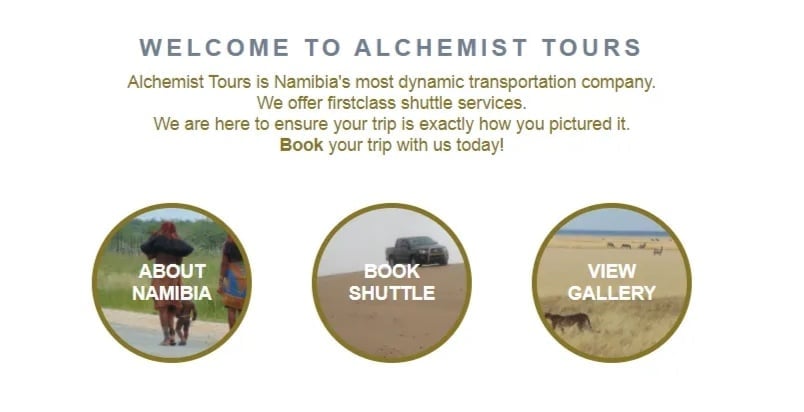 WELCOME TO ALCHEMIST TOURS
Alchemist Tours is Namibia's most dynamic transportation company.
We offer firstclass shuttle services.
We are here to ensure your trip is exactly how you pictured it.
Book your trip with us today!
ABOUT
NAMIBIA
BOOK
SHUTTLE
VIEW
GALLERY